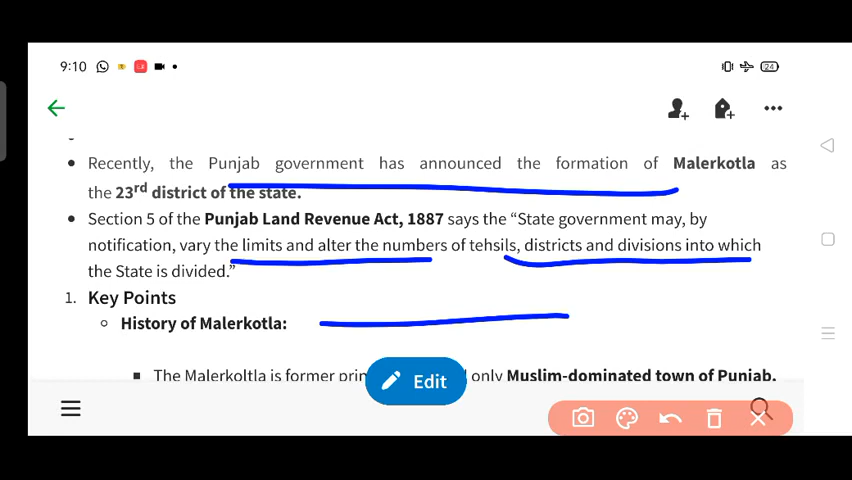 9:10
24
Recently, the Punjab government has announced the formation of Malerkotla as
the 23rd district of the state.
Section 5 of the Punjab Land Revenue Act, 1887 says the “State government may, by
notification, vary the limits and alter the numbers of tehsils, districts and divisions into which
the State is divided.”
1. Key Points
History of Malerkotla:
The Malerkoltla is former only Muslim-dominated town of Punjab.
Edit